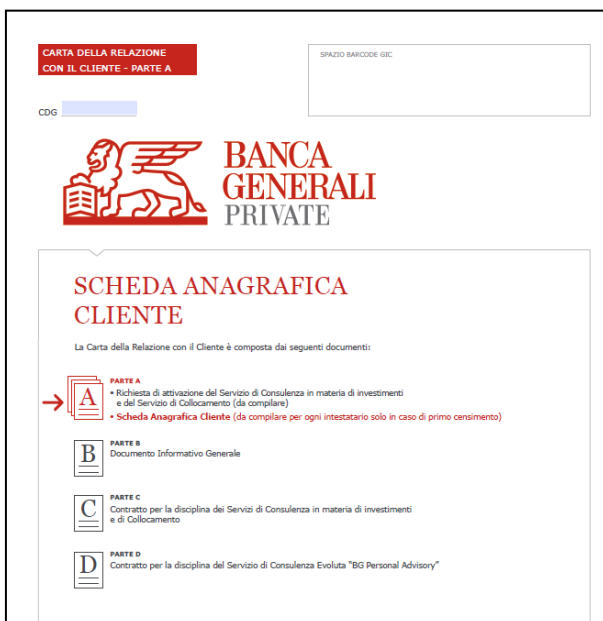 CARTA DELLA RELAZIONE
CON IL CLIENTE - PARTE A
SPAZIO BARCODE GIC
CDG
BANCA
GENERALI
PRIVATE
SCHEDA ANAGRAFICA
CLIENTE
La Carta della Relazione con il Cliente è composta dai seguenti documenti:
A
PARTE A
• Richiesta di attivazione del Servizio di Consulenza in materia di investimenti
e del Servizio di Collocamento (da compilare)
• Scheda Anagrafica Cliente (da compilare per ogni intestatario solo in caso di primo censimento)
B
PARTE B
Documento Informativo Generale
C
PARTE C
Contratto per la disciplina dei Servizi di Consulenza in materia di investimenti
e di Collocamento
D
PARTE D
Contratto per la disciplina del Servizio di Consulenza Evoluta "BG Personal Advisory"